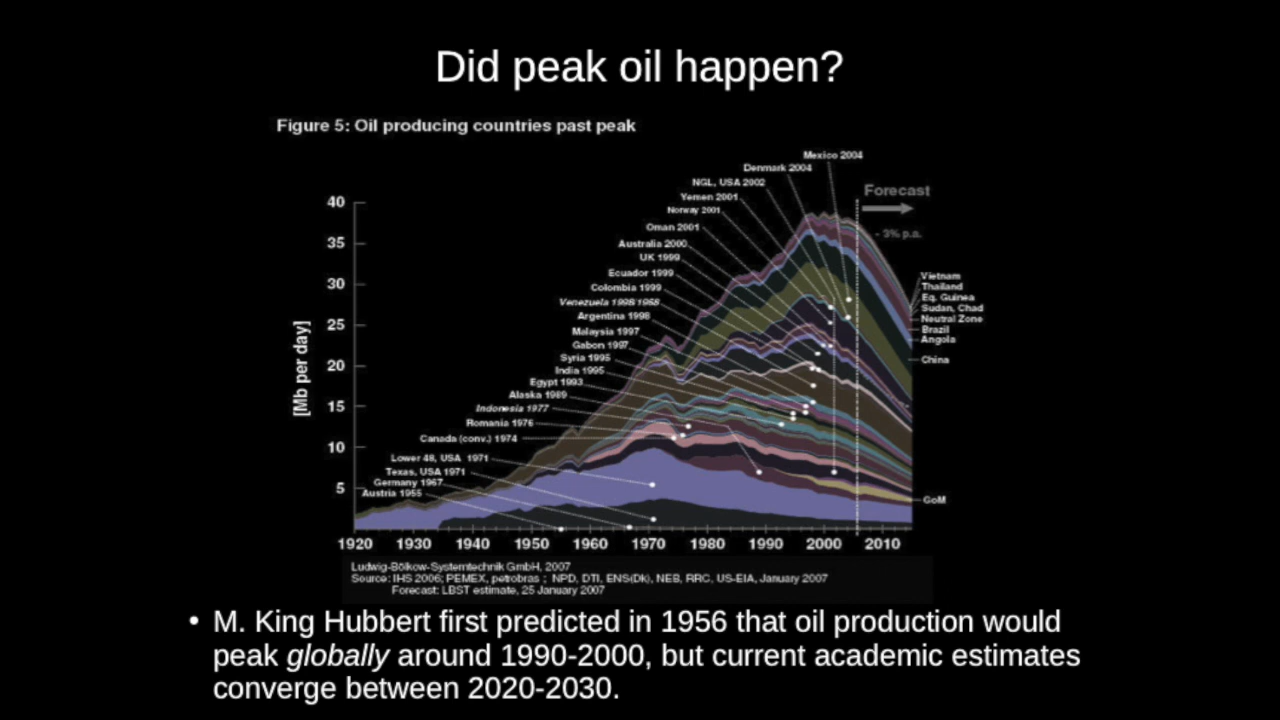 Did peak oil happen?
Figure 5: Oil producing countries past peak
Mexico 2004
Denmark 2004
NGL, USA 2002
Yemen 2001
Norway 2001
Oman 2001
Australia 2000
UK 1999
Ecuador 1999
Colombia 1999
Venezuela 1998/1968
Argentina 1998
Malaysia 1997
Gabon 1997
Syria 1995
India 1995
Egypt 1993
Alaska 1989
Indonesia 1977
Romania 1976
Canada (conv.) 1974
Lower 48, USA 1971
Texas, USA 1971
Germany 1967
Austria 1955
Forecast
- 3% p.a.
[Mb per day]
40
35
30
25
20
15
10
5
Vietnam
Thailand
Eq. Guinea
Sudan, Chad
Neutral Zone
Brazil
Angola
China
GoM
1920 1930 1940 1950 1960 1970 1980 1990 2000 2010
Ludwig-Bölkow-Systemtechnik GmbH, 2007
Source: IHS 2006; PEMEX, petrobras ; NPD, DTI, ENS(Dk), NEB, RRC, US-EIA, January 2007
Forecast: LBST estimate, 25 January 2007
• M. King Hubbert first predicted in 1956 that oil production would
peak globally around 1990-2000, but current academic estimates
converge between 2020-2030.